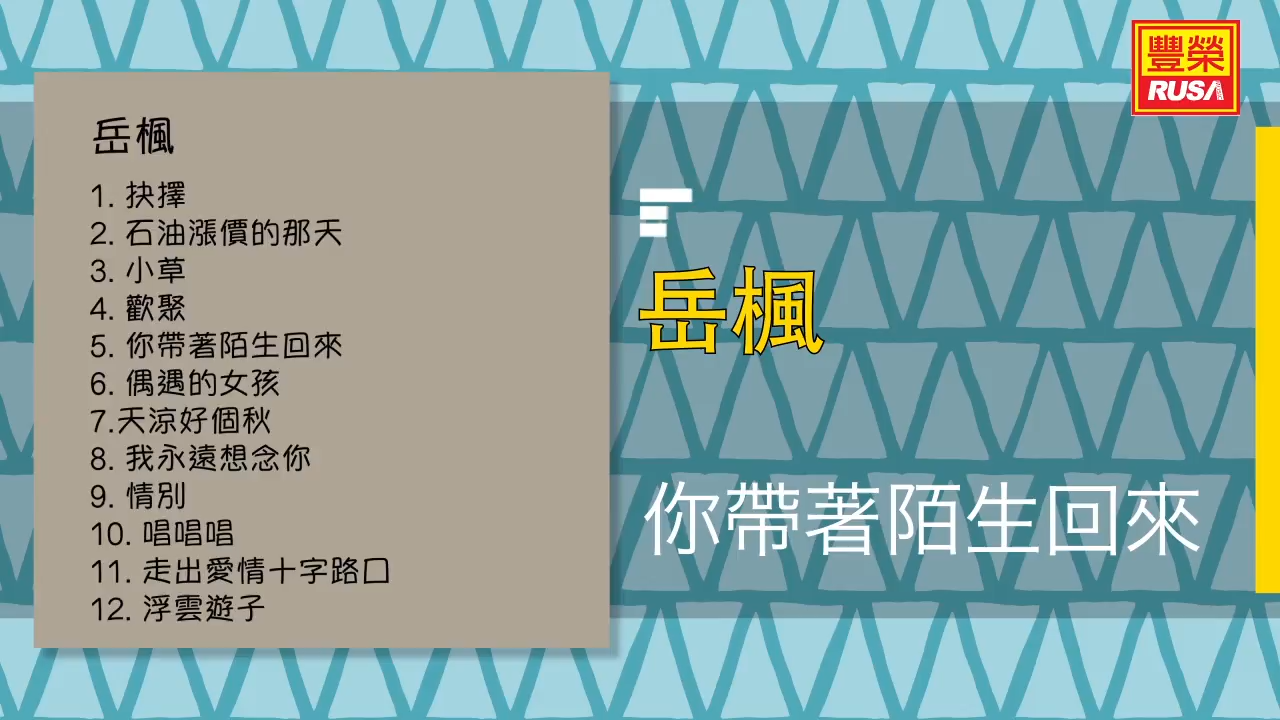 岳楓
1. 抉擇
2. 石油漲價的那天
3. 小草
4. 歡聚
5. 你帶著陌生回來
6. 偶遇的女孩
7.天涼好個秋
8. 我永遠想念你
9. 情別
10. 唱唱唱
11. 走出愛情十字路口
12. 浮雲遊子
豐榮
RUSA
岳楓
你帶著陌生回來